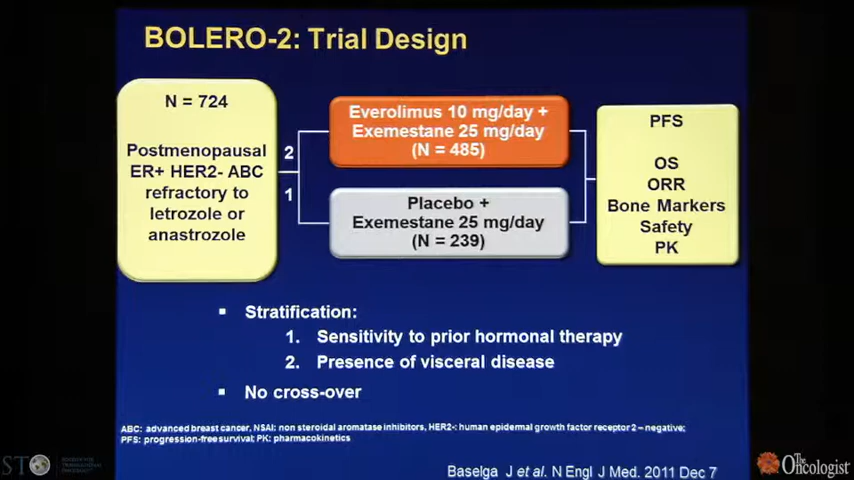 BOLERO-2: Trial Design
N = 724
Postmenopausal
ER+ HER2- ABC
refractory to
letrozole or
anastrozole
2
1
Everolimus 10 mg/day +
Exemestane 25 mg/day
(N = 485)
Placebo +
Exemestane 25 mg/day
(N = 239)
PFS
OS
ORR
Bone Markers
Safety
PK
▪ Stratification:
1. Sensitivity to prior hormonal therapy
2. Presence of visceral disease
▪ No cross-over
ABC: advanced breast cancer, NSAI: non steroidal aromatase inhibitors, HER2-: human epidermal growth factor receptor 2 – negative;
PFS: progression-free survival; PK: pharmacokinetics
Baselga J et al. N Engl J Med. 2011 Dec 7
STO
The Oncologist